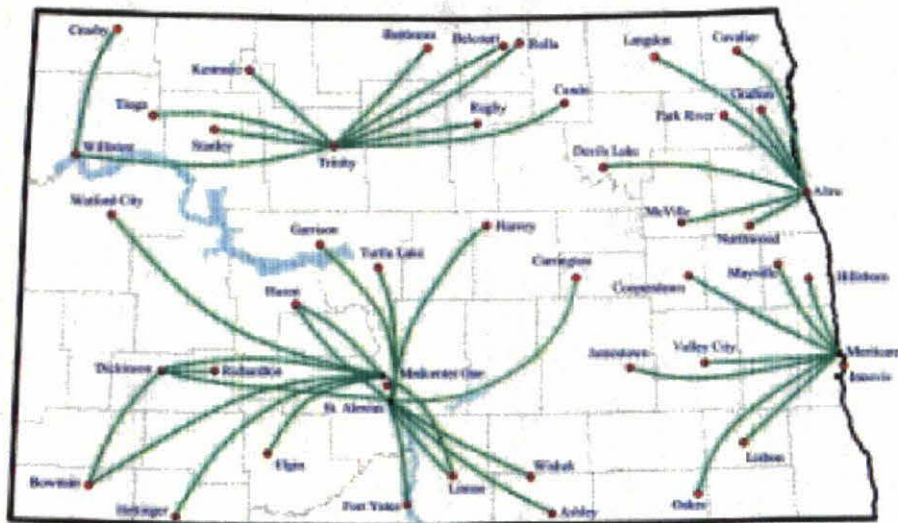 Crosby
Bottineau
Belcourt
Rolla
Langdon
Cavalier
Kenmare
Tioga
Stanley
Rugby
Cando
Grafton
Park River
Williston
Trinity
Devils Lake
Altru
Watford City
McVille
Northwood
Garrison
Harvey
Turtle Lake
Carrington
Mayville
Hillsboro
Cooperstown
Hazen
Dickinson
Richardton
Medcenter One
Jamestown
Valley City
Meritcare
Innovis
St. Alexius
Elgin
Wishek
Lisbon
Bowman
Linton
Oakes
Hettinger
Fort Yates
Ashley